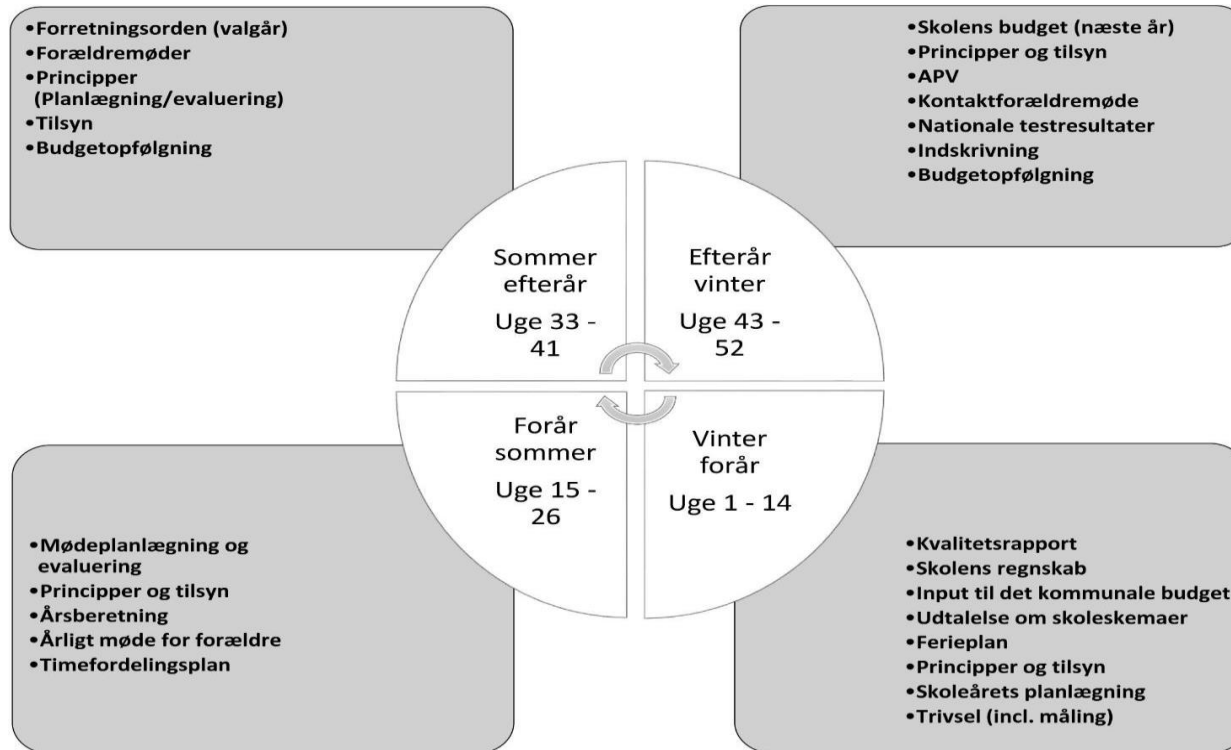 •Forretningsorden (valgår)
•Forældremøder
•Principper
(Planlægning/evaluering)
•Tilsyn
•Budgetopfølgning
•Skolens budget (næste år)
•Principper og tilsyn
•APV
•Kontaktforældremøde
•Nationale testresultater
•Indskrivning
•Budgetopfølgning
Sommer
efterår
Uge 33 -
41
Efterår
vinter
Uge 43 -
52
Forår
sommer
Uge 15 -
26
Vinter
forår
Uge 1 - 14
•Mødeplanlægning og
evaluering
•Principper og tilsyn
•Årsberetning
•Årligt møde for forældre
•Timefordelingsplan
•Kvalitetsrapport
•Skolens regnskab
•Input til det kommunale budget
•Udtalelse om skoleskemaer
•Ferieplan
•Principper og tilsyn
•Skoleårets planlægning
•Trivsel (incl. måling)